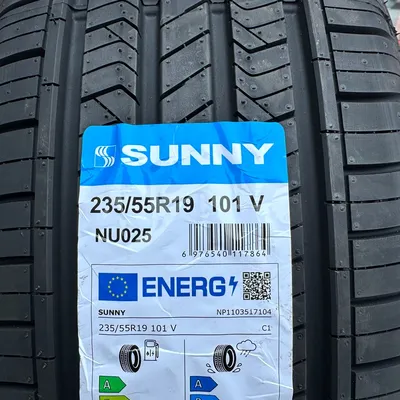 SUNNY
235/55R19 101 V
NU025
6 976540 117864
ENERG
SUNNY NP1103517104
235/55R19 101 V C1
A A